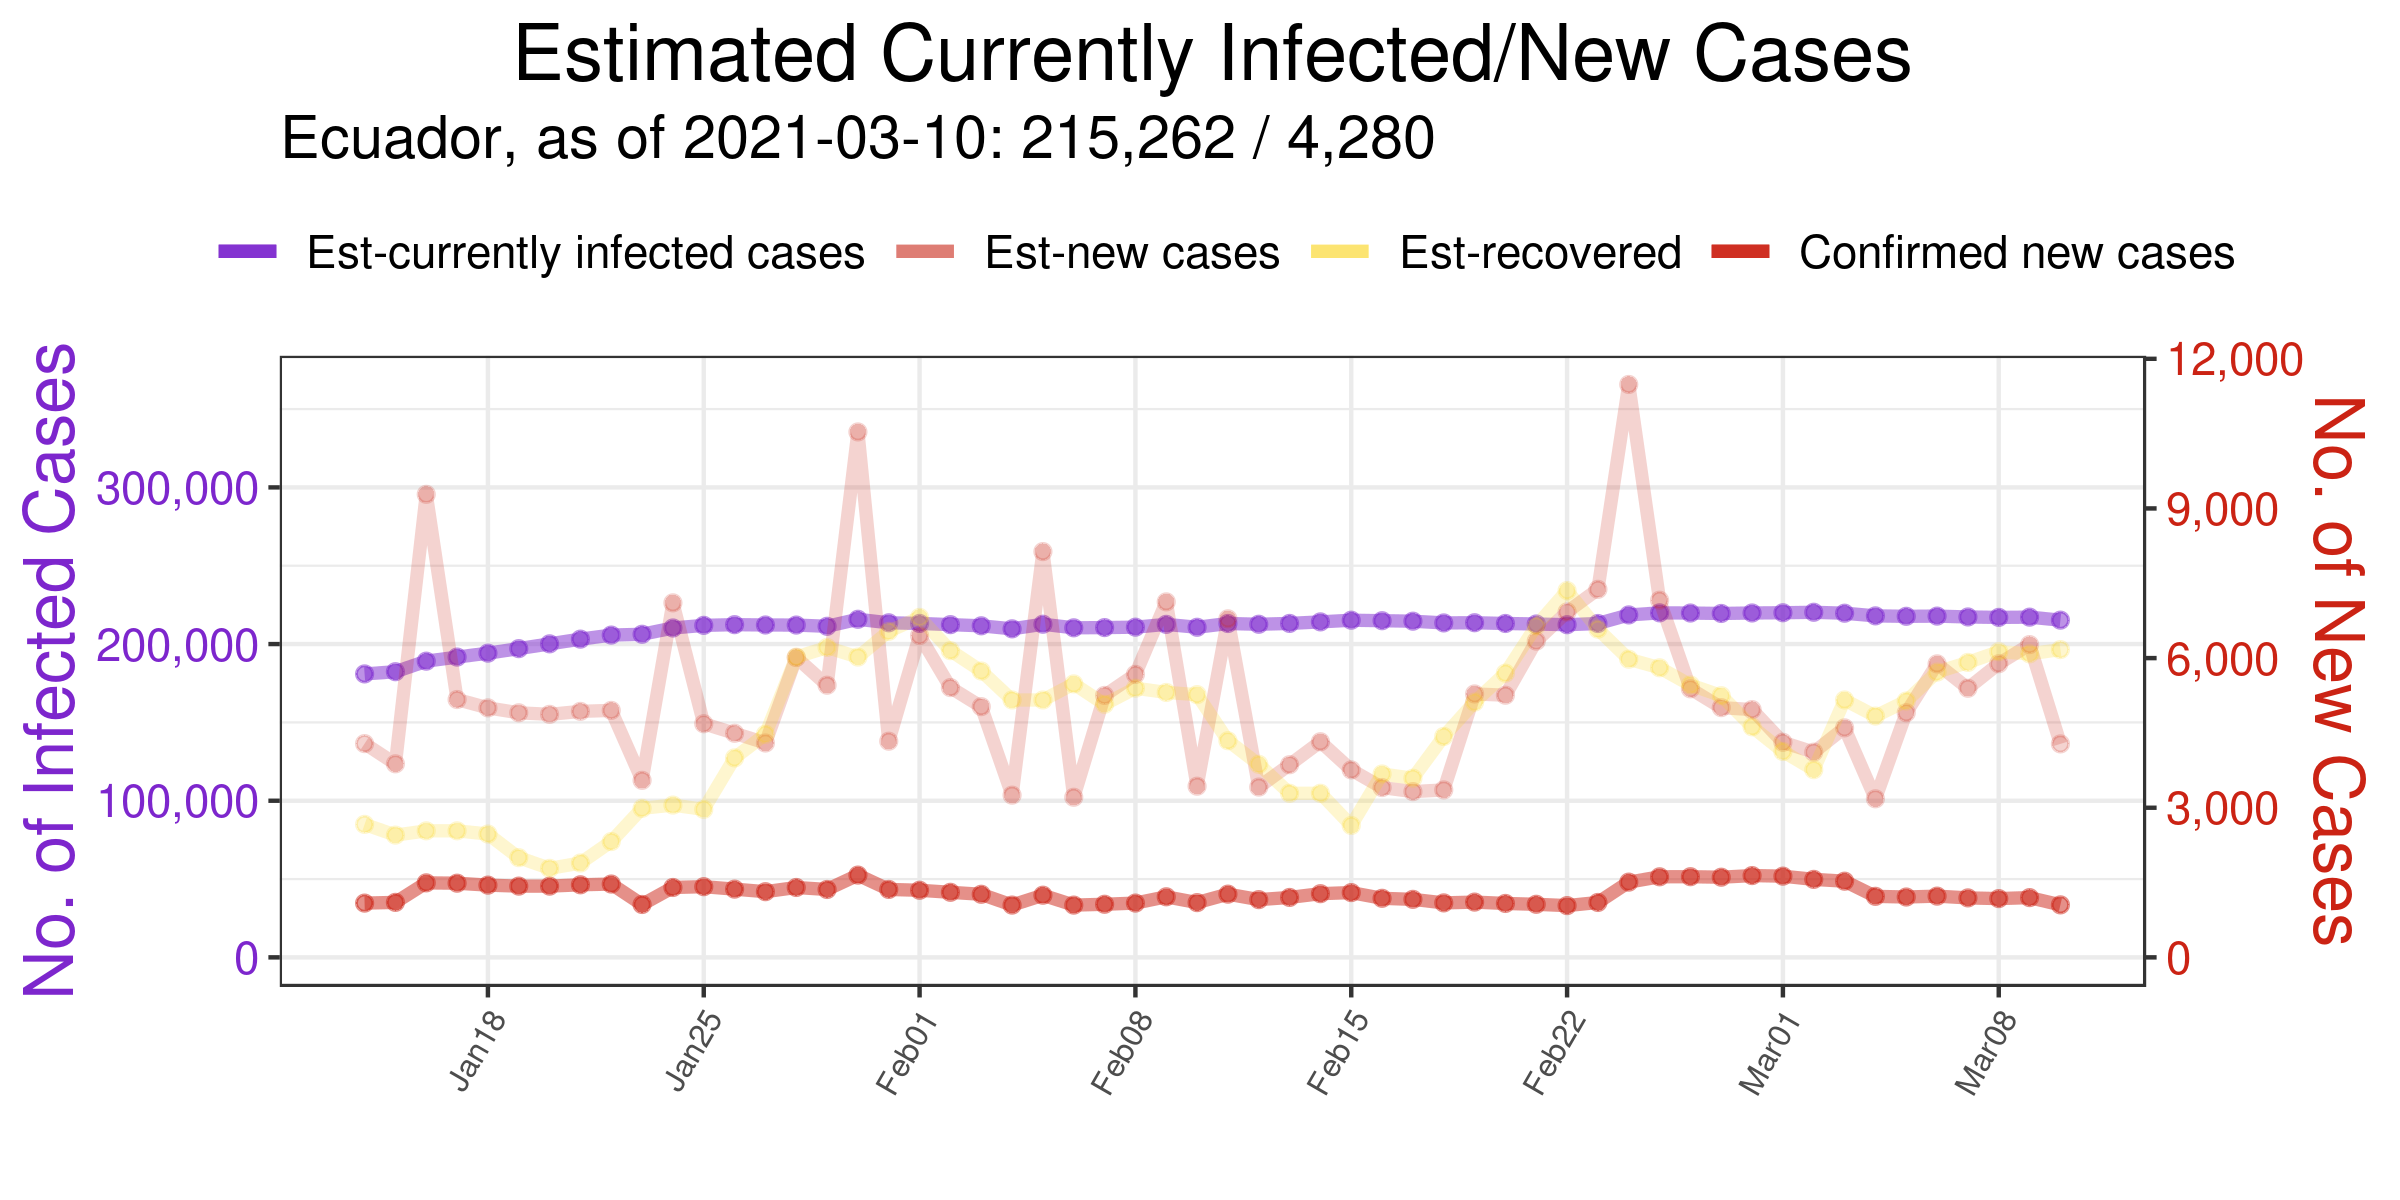 Estimated Currently Infected/New Cases
Ecuador, as of 2021-03-10: 215,262 / 4,280
Est-currently infected cases Est-new cases Est-recovered Confirmed new cases
No. of Infected Cases
300,000
200,000
100,000
0
12,000
9,000
6,000
3,000
0
No. of New Cases
Jan18 Jan25 Feb01 Feb08 Feb15 Feb22 Mar01 Mar08